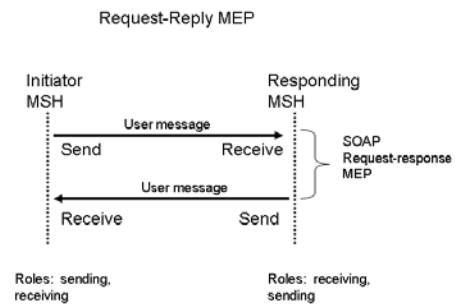 Request-Reply MEP
Initiator
MSH
Responding
MSH
User message
Send
Receive
SOAP
Request-response
MEP
User message
Receive
Send
Roles: sending,
receiving
Roles: receiving,
sending